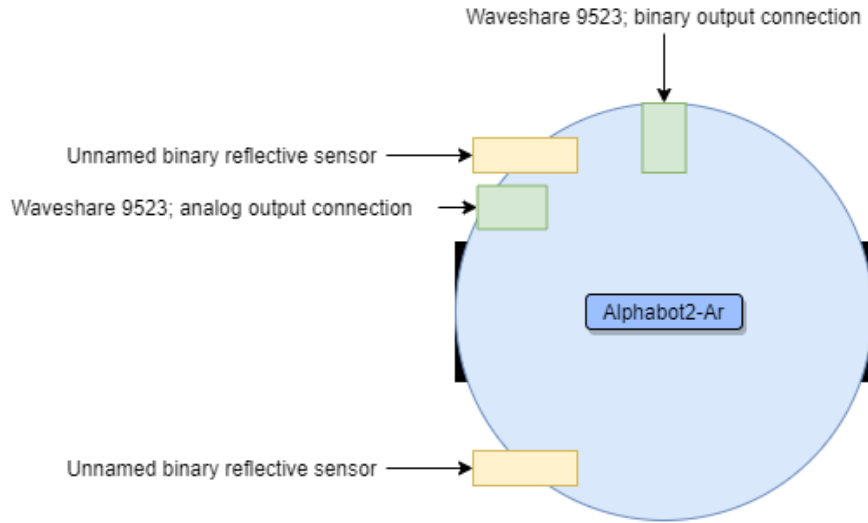 Waveshare 9523; binary output connection
Unnamed binary reflective sensor
Waveshare 9523; analog output connection
Alphabot2-Ar
Unnamed binary reflective sensor